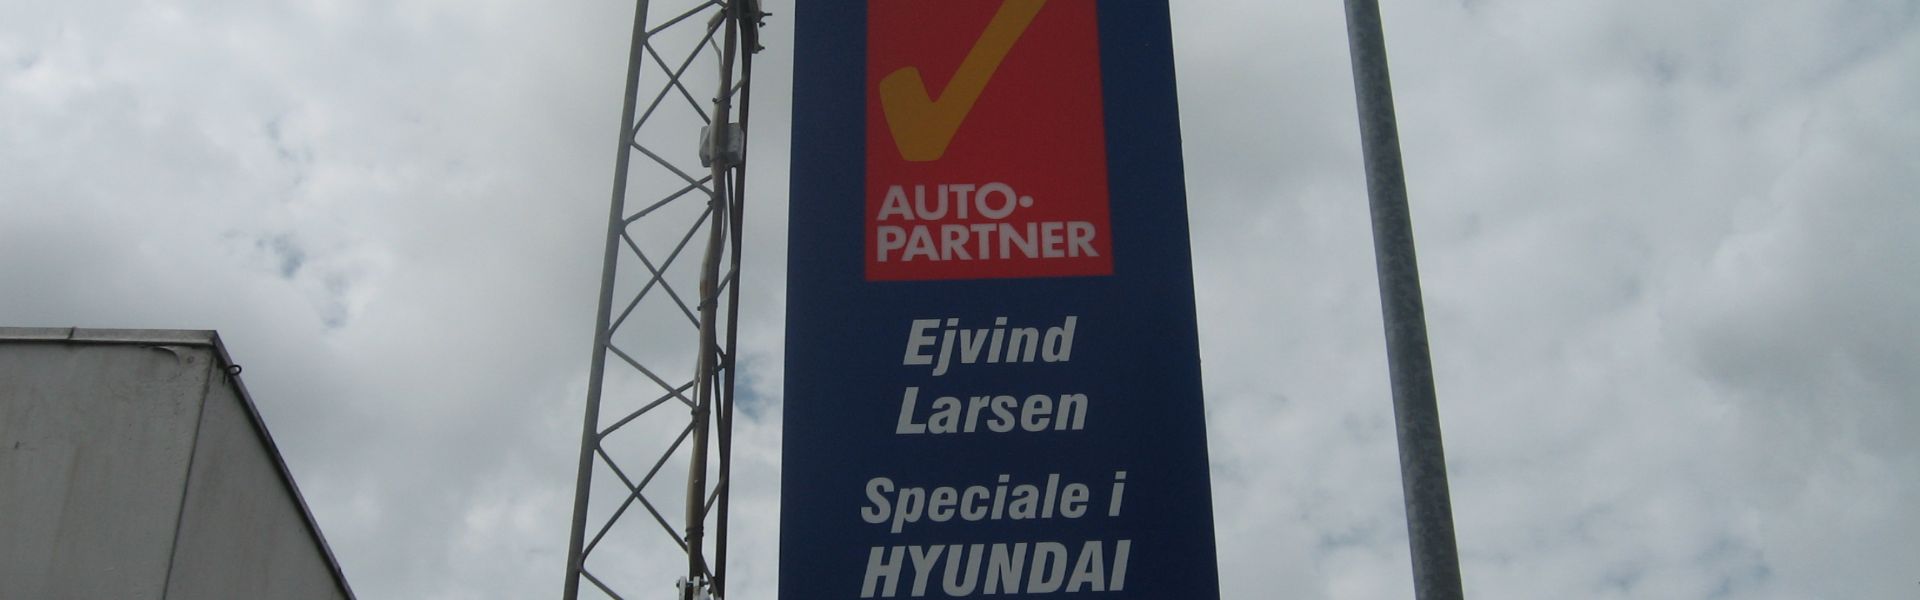 AUTO·
PARTNER
Ejvind
Larsen
Speciale i
HYUNDAI